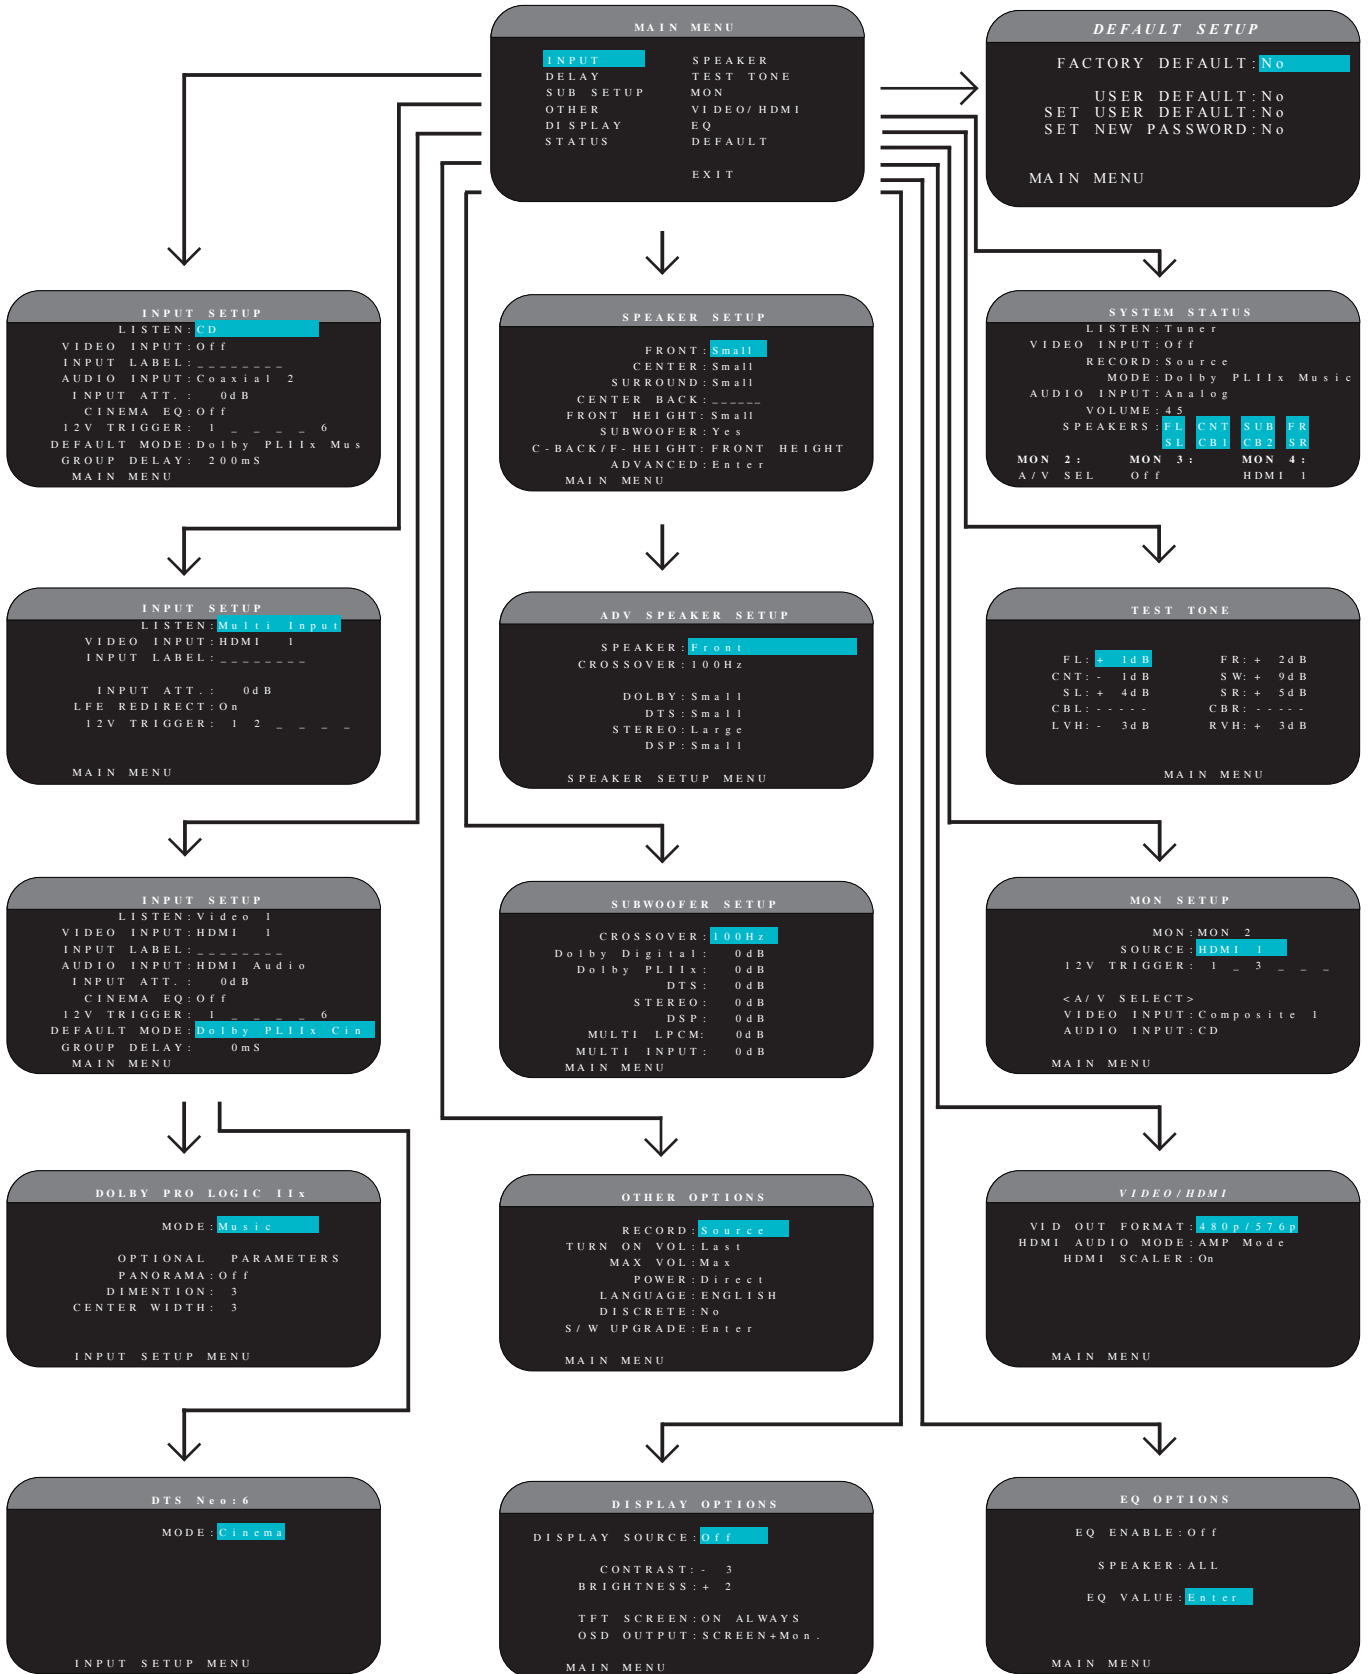 MAIN MENU
INPUT SPEAKER
DELAY TEST TONE
SUB SETUP MON
OTHER VIDEO/HDMI
DISPLAY EQ
STATUS DEFAULT
EXIT
DEFAULT SETUP
FACTORY DEFAULT:No
USER DEFAULT:No
SET USER DEFAULT:No
SET NEW PASSWORD:No
MAIN MENU
INPUT SETUP
LISTEN:CD
VIDEO INPUT:Off
INPUT LABEL:________
AUDIO INPUT:Coaxial 2
INPUT ATT.: 0dB
CINEMA EQ:Off
12V TRIGGER: 1 _ _ _ _ 6
DEFAULT MODE:Dolby PLIIx Mus
GROUP DELAY: 200mS
MAIN MENU
SPEAKER SETUP
FRONT:Small
CENTER:Small
SURROUND:Small
CENTER BACK:______
FRONT HEIGHT:Small
SUBWOOFER:Yes
C-BACK/F-HEIGHT:FRONT HEIGHT
ADVANCED:Enter
MAIN MENU
SYSTEM STATUS
LISTEN:Tuner
VIDEO INPUT:Off
RECORD:Source
MODE:Dolby PLIIx Music
AUDIO INPUT:Analog
VOLUME:45
SPEAKERS: FL CNT SUB FR
SL CB1 CB2 SR
MON 2: MON 3: MON 4:
A/V SEL Off HDMI 1
INPUT SETUP
LISTEN:Multi Input
VIDEO INPUT:HDMI 1
INPUT LABEL:________
INPUT ATT.: 0dB
LFE REDIRECT:On
12V TRIGGER: 1 2 _ _ _ _
MAIN MENU
ADV SPEAKER SETUP
SPEAKER:Front
CROSSOVER:100Hz
DOLBY:Small
DTS:Small
STEREO:Large
DSP:Small
SPEAKER SETUP MENU
TEST TONE
FL:+ 1dB FR:+ 2dB
CNT:- 1dB SW:+ 9dB
SL:+ 4dB SR:+ 5dB
CBL:----- CBR:-----
LVH:- 3dB RVH:+ 3dB
MAIN MENU
INPUT SETUP
LISTEN:Video 1
VIDEO INPUT:HDMI 1
INPUT LABEL:________
AUDIO INPUT:HDMI Audio
INPUT ATT.: 0dB
CINEMA EQ:Off
12V TRIGGER: 1 _ _ _ _ 6
DEFAULT MODE:Dolby PLIIx Cin
GROUP DELAY: 0mS
MAIN MENU
SUBWOOFER SETUP
CROSSOVER:100Hz
Dolby Digital: 0dB
Dolby PLIIx: 0dB
DTS: 0dB
STEREO: 0dB
DSP: 0dB
MULTI LPCM: 0dB
MULTI INPUT: 0dB
MAIN MENU
MON SETUP
MON:MON 2
SOURCE:HDMI 1
12V TRIGGER: 1 _ 3 _ _ _
<A/V SELECT>
VIDEO INPUT:Composite 1
AUDIO INPUT:CD
MAIN MENU
DOLBY PRO LOGIC IIx
MODE:Music
OPTIONAL PARAMETERS
PANORAMA:Off
DIMENTION: 3
CENTER WIDTH: 3
INPUT SETUP MENU
OTHER OPTIONS
RECORD:Source
TURN ON VOL:Last
MAX VOL:Max
POWER:Direct
LANGUAGE:ENGLISH
DISCRETE:No
S/W UPGRADE:Enter
MAIN MENU
VIDEO/HDMI
VID OUT FORMAT:480p/576p
HDMI AUDIO MODE:AMP Mode
HDMI SCALER:On
MAIN MENU
DTS Neo:6
MODE:Cinema
INPUT SETUP MENU
DISPLAY OPTIONS
DISPLAY SOURCE:Off
CONTRAST:- 3
BRIGHTNESS:+ 2
TFT SCREEN:ON ALWAYS
OSD OUTPUT:SCREEN+Mon.
MAIN MENU
EQ OPTIONS
EQ ENABLE:Off
SPEAKER:ALL
EQ VALUE:Enter
MAIN MENU